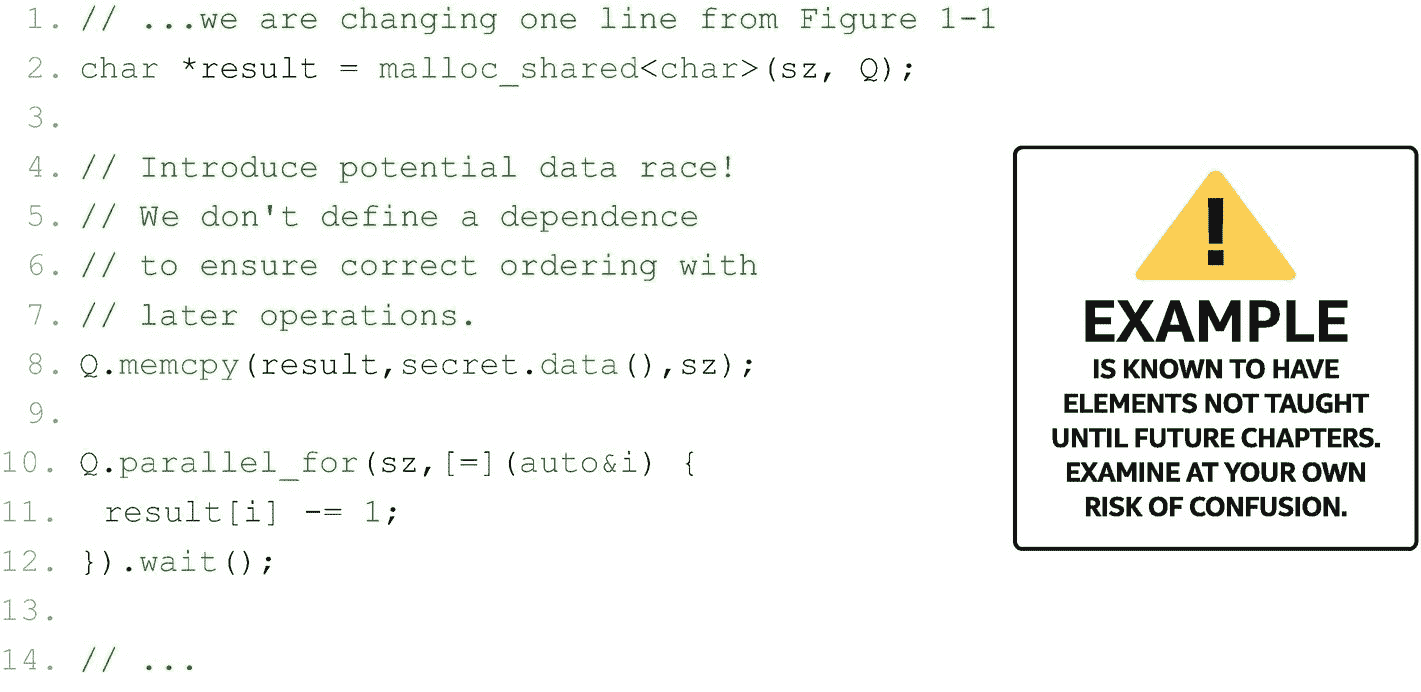 1. // ...we are changing one line from Figure 1-1
2. char *result = malloc_shared<char>(sz, Q);
3.
4. // Introduce potential data race!
5. // We don't define a dependence
6. // to ensure correct ordering with
7. // later operations.
8. Q.memcpy(result,secret.data(),sz);
9.
10. Q.parallel_for(sz,[=](auto&i) {
11.  result[i] -= 1;
12. }).wait();
13.
14. // ...
!
EXAMPLE
IS KNOWN TO HAVE
ELEMENTS NOT TAUGHT
UNTIL FUTURE CHAPTERS.
EXAMINE AT YOUR OWN
RISK OF CONFUSION.